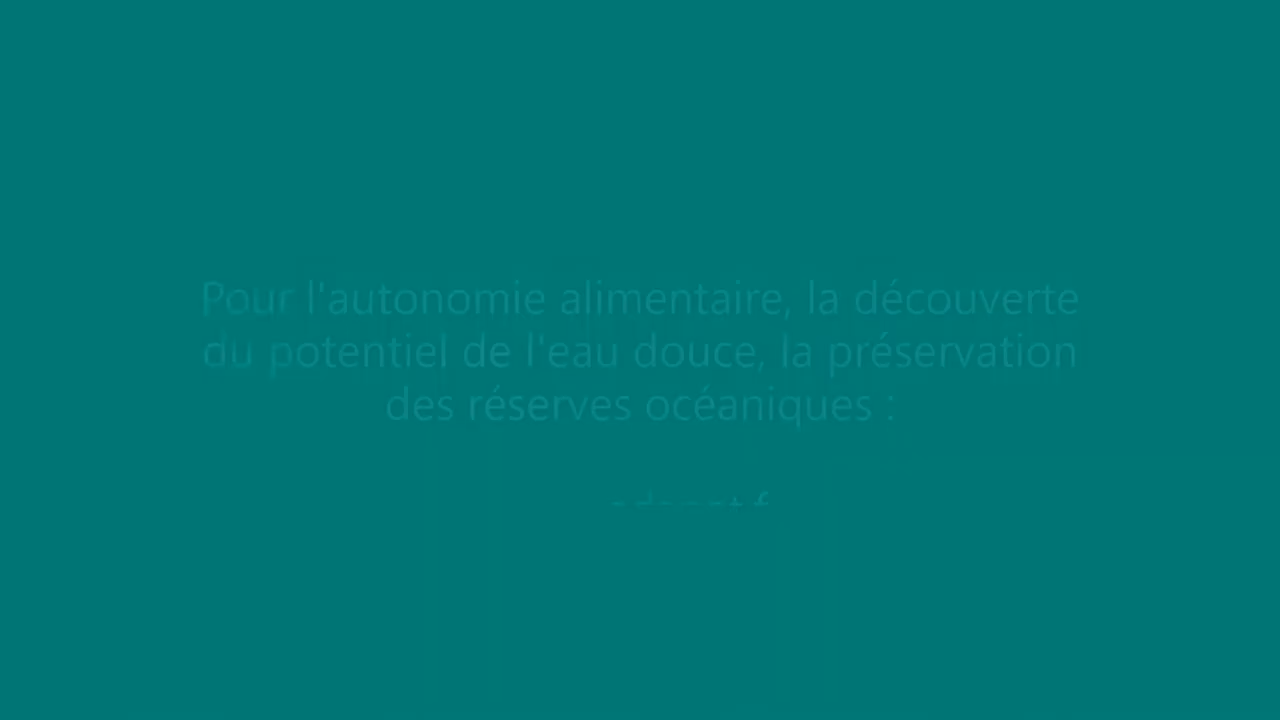 Pour l'autonomie alimentaire, la découverte
du potentiel de l'eau douce, la préservation
des réserves océaniques :